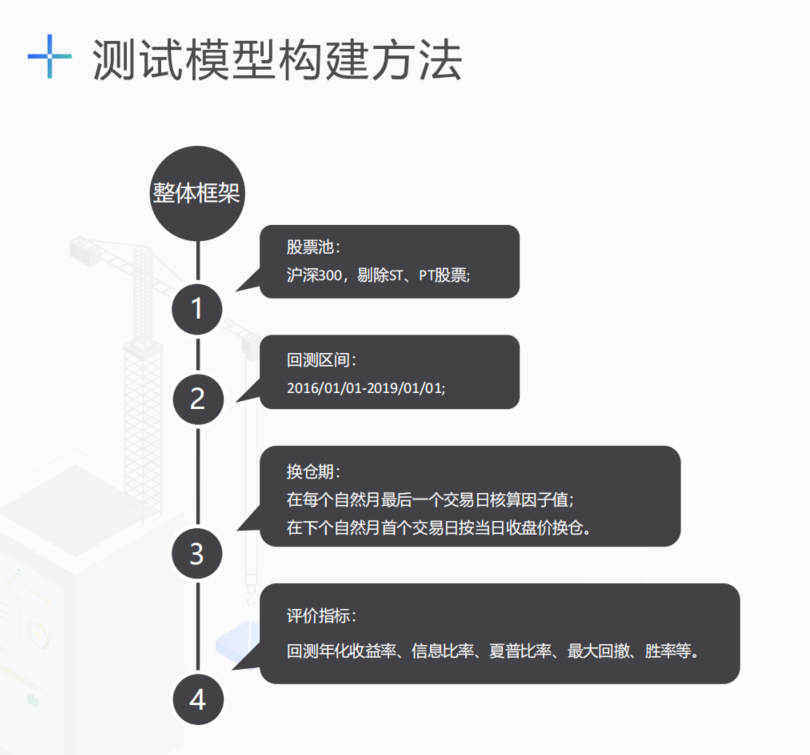 测试模型构建方法
整体框架
1
股票池：
沪深300，剔除ST、PT股票;
2
回测区间：
2016/01/01-2019/01/01;
3
换仓期：
在每个自然月最后一个交易日核算因子值；
在下个自然月首个交易日按当日收盘价换仓。
4
评价指标：
回测年化收益率、信息比率、夏普比率、最大回撤、胜率等。